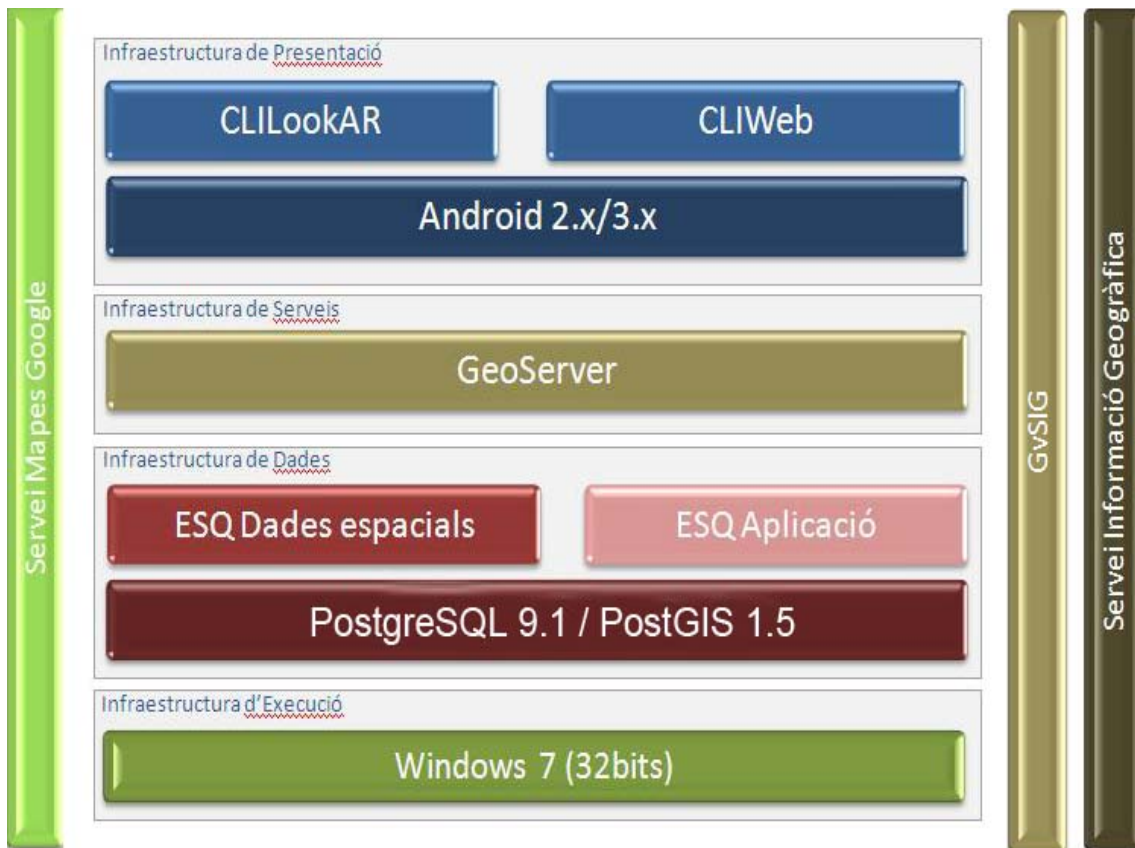 Servei Mapes Google
Infraestructura de Presentació
CLILookAR
CLIWeb
Android 2.x/3.x
Infraestructura de Serveis
GeoServer
Infraestructura de Dades
ESQ Dades espacials
ESQ Aplicació
PostgreSQL 9.1 / PostGIS 1.5
Infraestructura d’Execució
Windows 7 (32bits)
GvSIG
Servei Informació Geogràfica